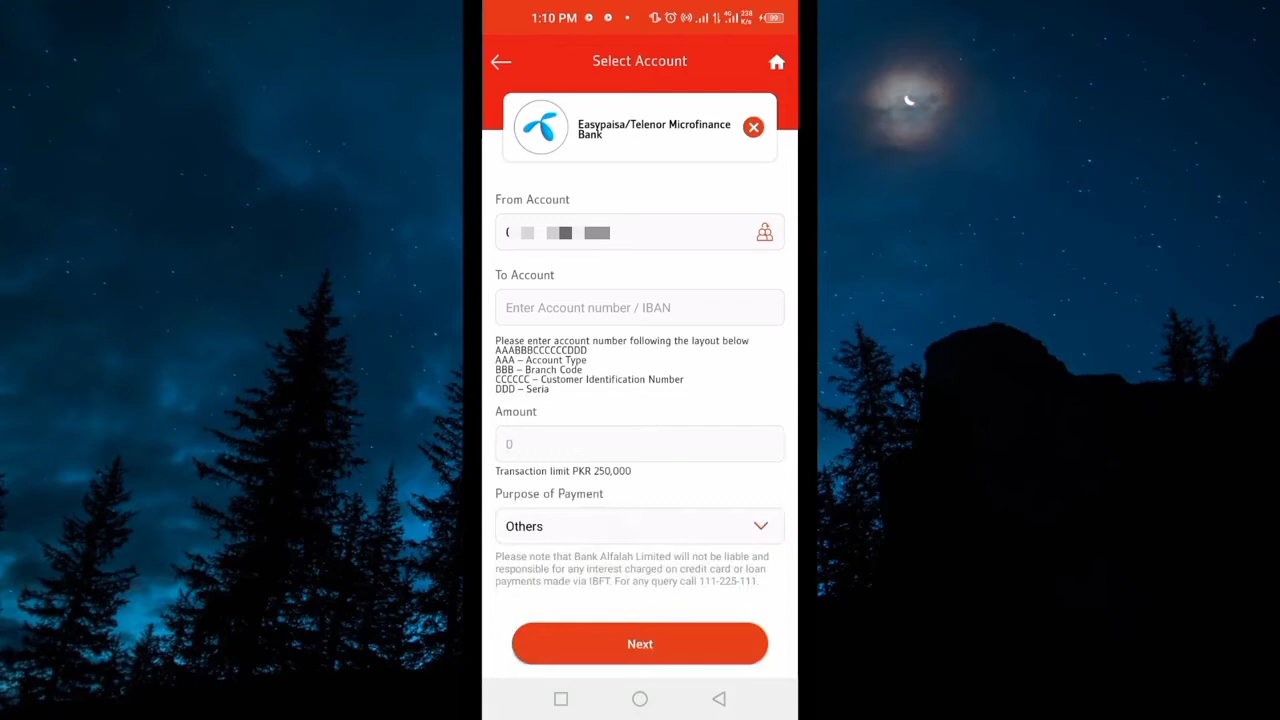 1:10 PM
4G 238 K/s 99
Select Account
Easypaisa/Telenor Microfinance
Bank
From Account
To Account
Enter Account number / IBAN
Please enter account number following the layout below
AAABBBCCCCCCDDD
AAA – Account Type
BBB – Branch Code
CCCCCC – Customer Identification Number
DDD – Seria
Amount
0
Transaction limit PKR 250,000
Purpose of Payment
Others
Please note that Bank Alfalah Limited will not be liable and
responsible for any interest charged on credit card or loan
payments made via IBFT. For any query call 111-225-111.
Next